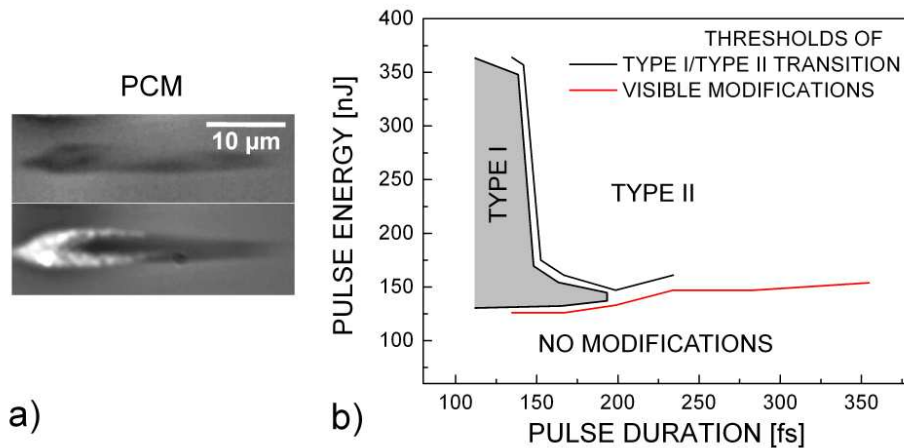 PCM
10 µm
a)
400
350
300
250
200
150
100
PULSE ENERGY [nJ]
THRESHOLDS OF
TYPE I/TYPE II TRANSITION
VISIBLE MODIFICATIONS
TYPE I
TYPE II
NO MODIFICATIONS
100 150 200 250 300 350
PULSE DURATION [fs]
b)